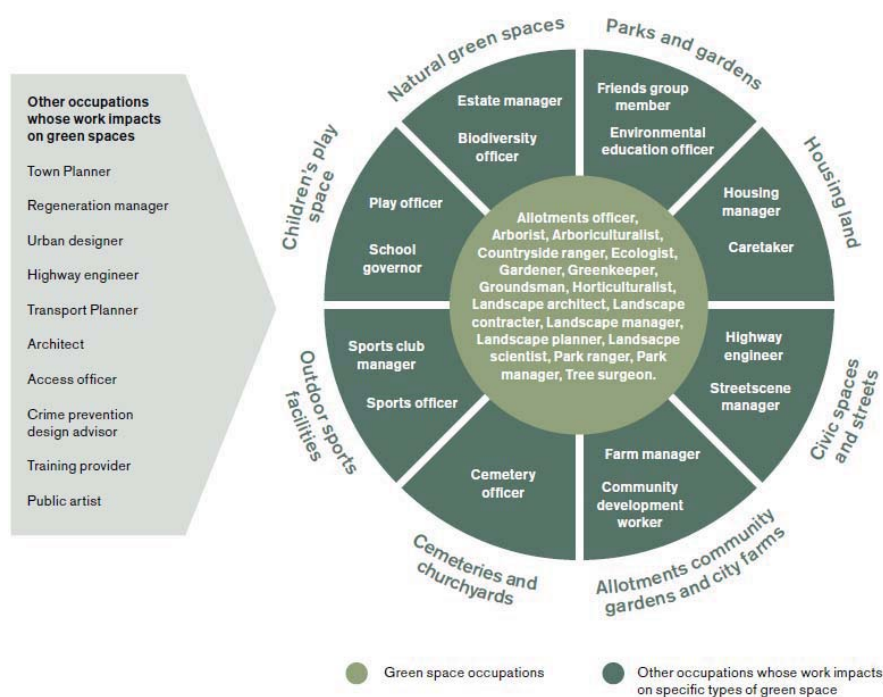 Other occupations
whose work impacts
on green spaces
Town Planner
Regeneration manager
Urban designer
Highway engineer
Transport Planner
Architect
Access officer
Crime prevention
design advisor
Training provider
Public artist
Natural green spaces
Estate manager
Biodiversity
officer
Parks and gardens
Friends group
member
Environmental
education officer
Housing land
Housing
manager
Caretaker
Civic spaces
and streets
Highway
engineer
Streetscene
manager
Allotments community
gardens and city farms
Farm manager
Community
development
worker
Cemeteries and
churchyards
Cemetery
officer
Outdoor sports
facilities
Sports club
manager
Sports officer
Children's play
space
Play officer
School
governor
Allotments officer,
Arborist, Arboriculturalist,
Countryside ranger, Ecologist,
Gardener, Greenkeeper,
Groundsman, Horticulturalist,
Landscape architect, Landscape
contracter, Landscape manager,
Landscape planner, Landsacpe
scientist, Park ranger, Park
manager, Tree surgeon.
Green space occupations
Other occupations whose work impacts
on specific types of green space